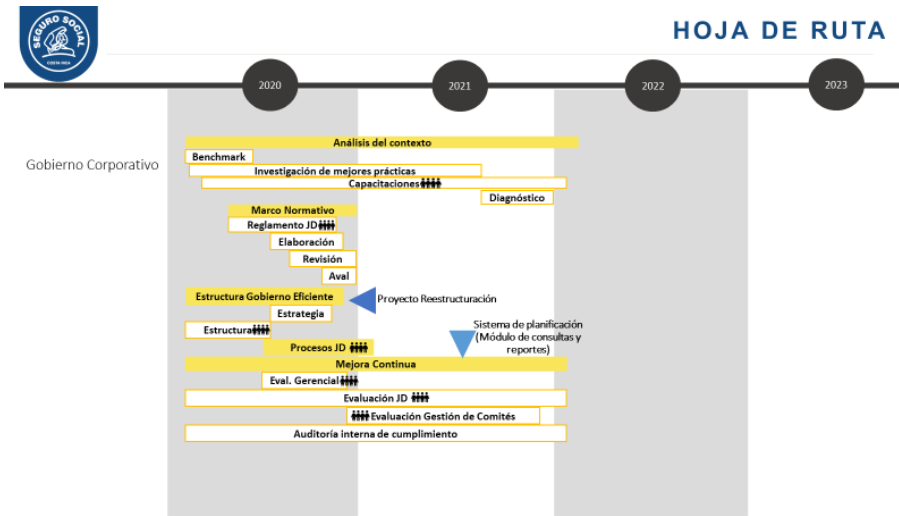 SEGURO SOCIAL
COSTA RICA
HOJA DE RUTA
2020
2021
2022
2023
Gobierno Corporativo
Análisis del contexto
Benchmark
Investigación de mejores prácticas
Capacitaciones
Diagnóstico
Marco Normativo
Reglamento JD
Elaboración
Revisión
Aval
Estructura Gobierno Eficiente
Proyecto Reestructuración
Estrategia
Estructura
Sistema de planificación
(Módulo de consultas y
reportes)
Procesos JD
Mejora Continua
Eval. Gerencial
Evaluación JD
Evaluación Gestión de Comités
Auditoría interna de cumplimiento